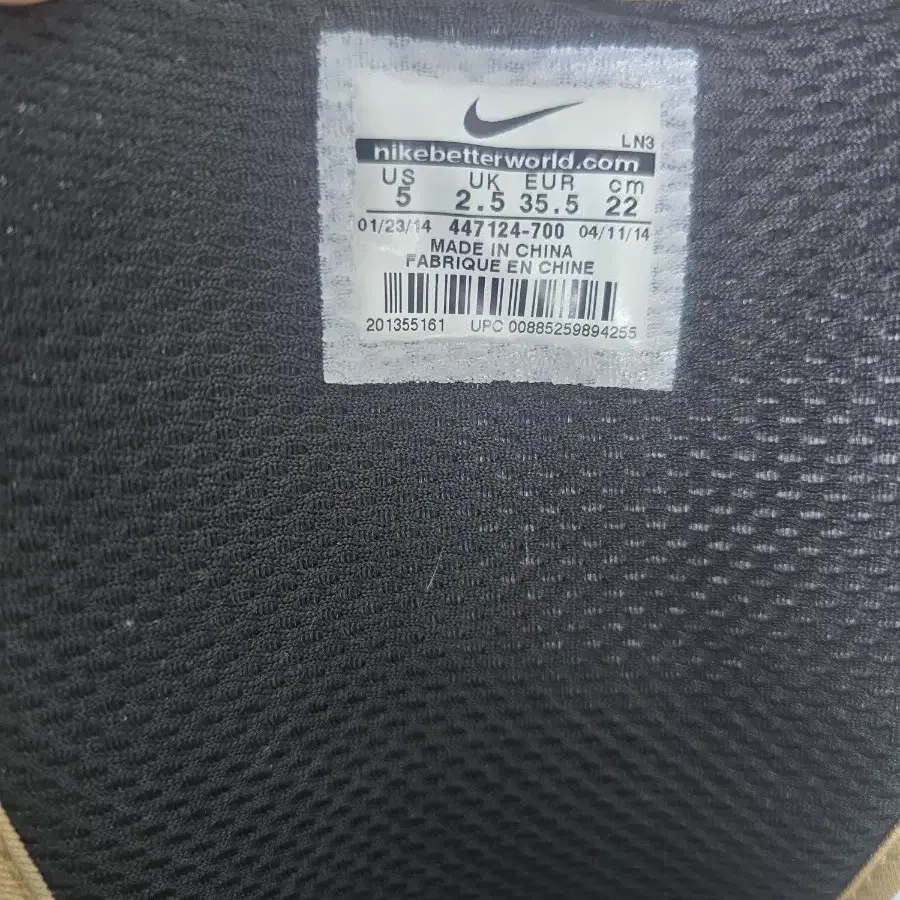 LN3
nikebetterworld.com
US UK EUR cm
5 2.5 35.5 22
01/23/14 447124-700 04/11/14
MADE IN CHINA
FABRIQUE EN CHINE
201355161 UPC 00885259894255